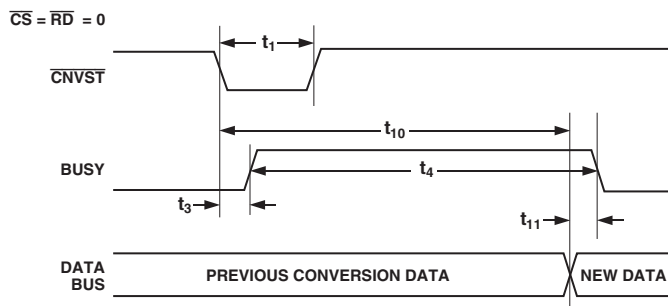 CS = RD = 0
t1
CNVST
t10
BUSY
t4
t3
t11
DATA
BUS
PREVIOUS CONVERSION DATA
NEW DATA